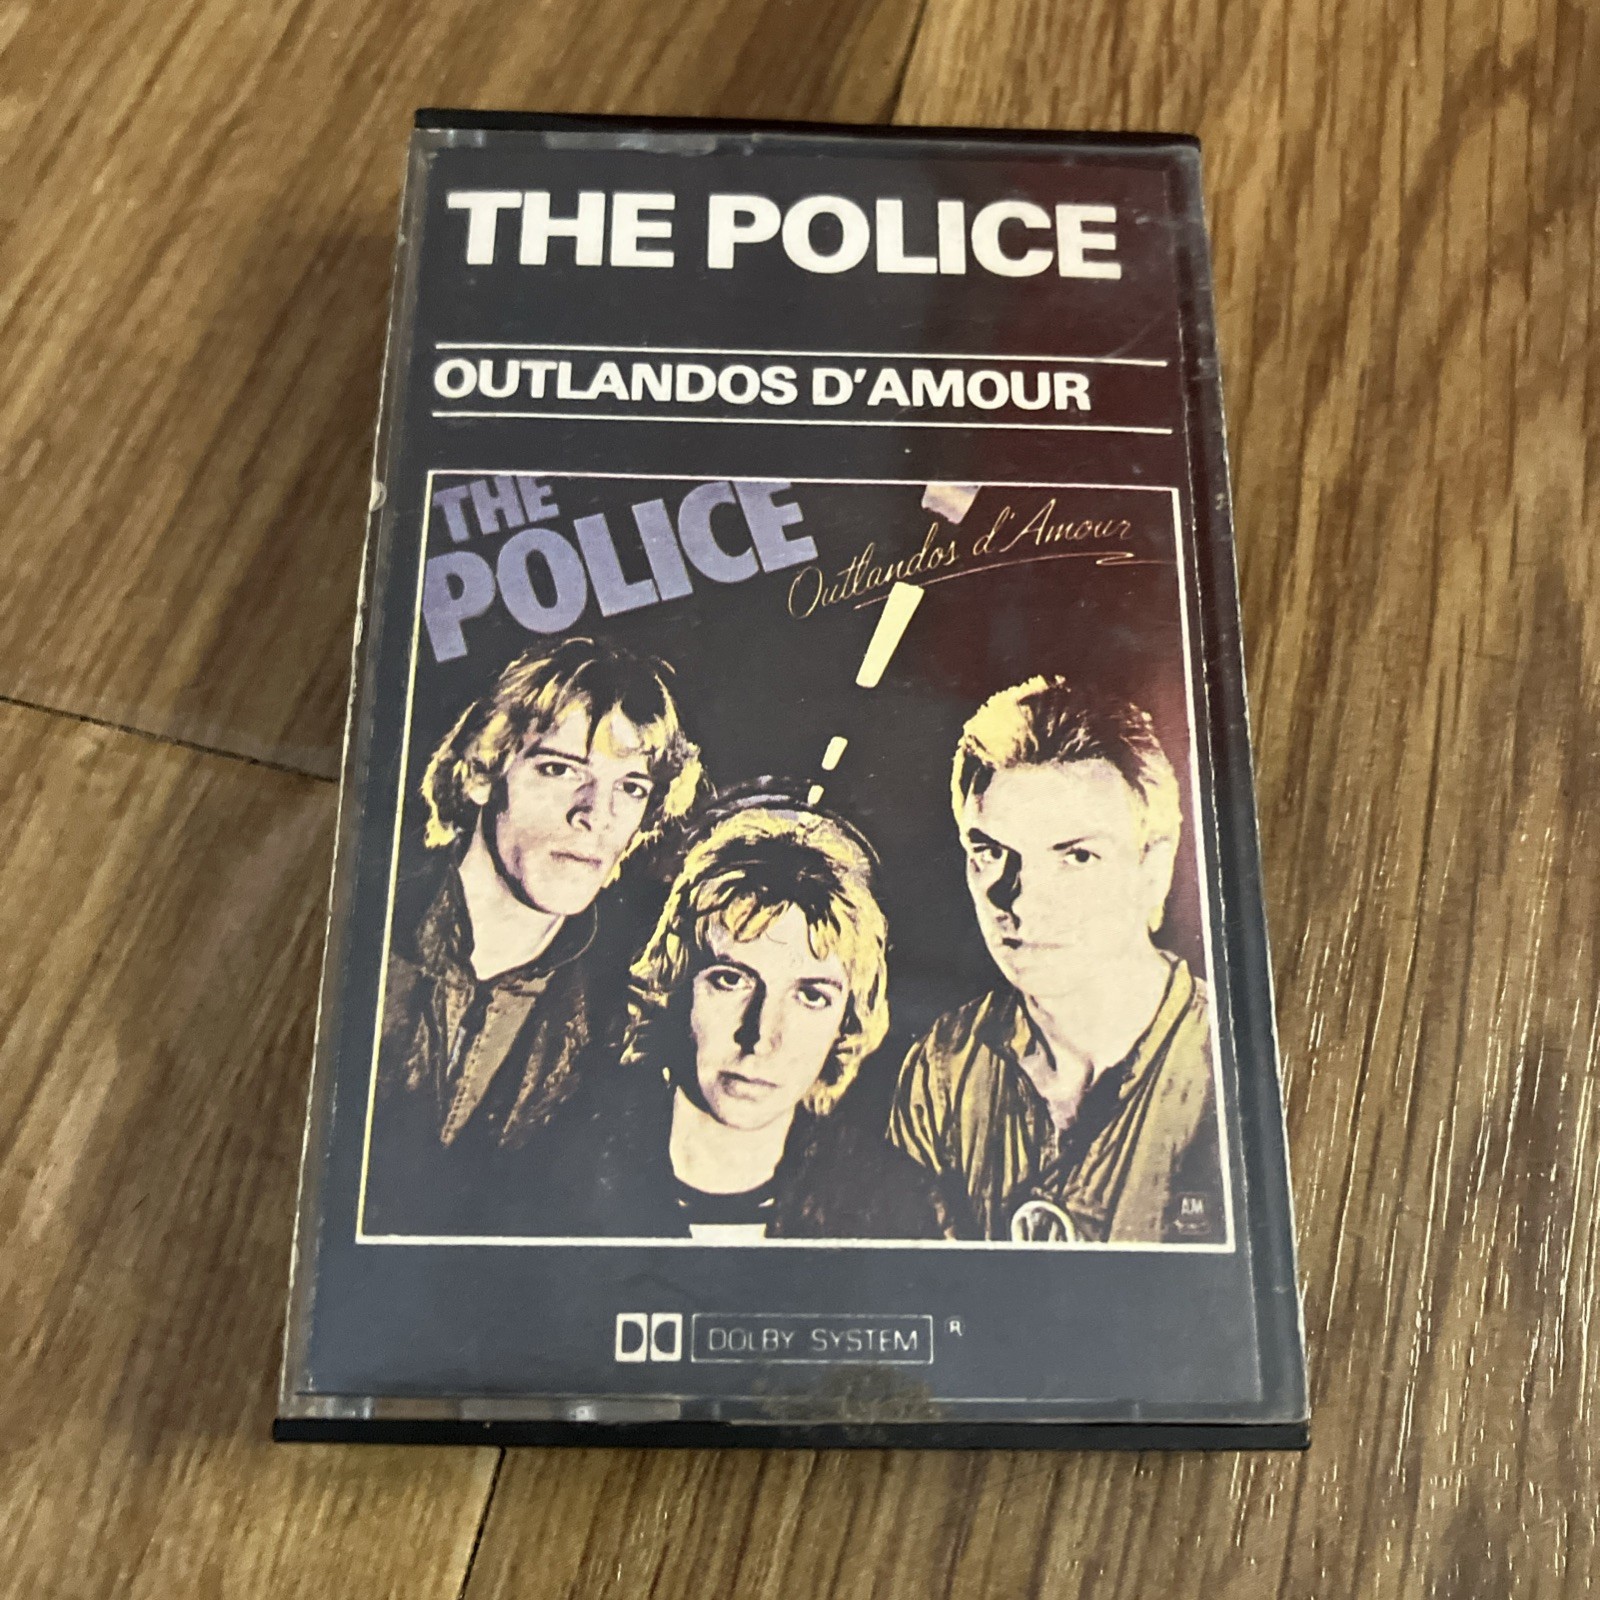 THE POLICE
OUTLANDOS D'AMOUR
THE
POLICE
Outlandos d'Amour
A&M
DOLBY SYSTEM ®